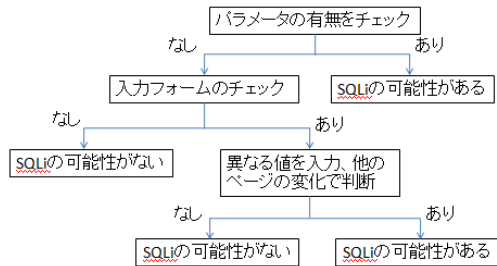 パラメータの有無をチェック
なし
あり
入力フォームのチェック
SQLiの可能性がある
なし
あり
SQLiの可能性がない
異なる値を入力、他の
ページの変化で判断
なし
あり
SQLiの可能性がない
SQLiの可能性がある